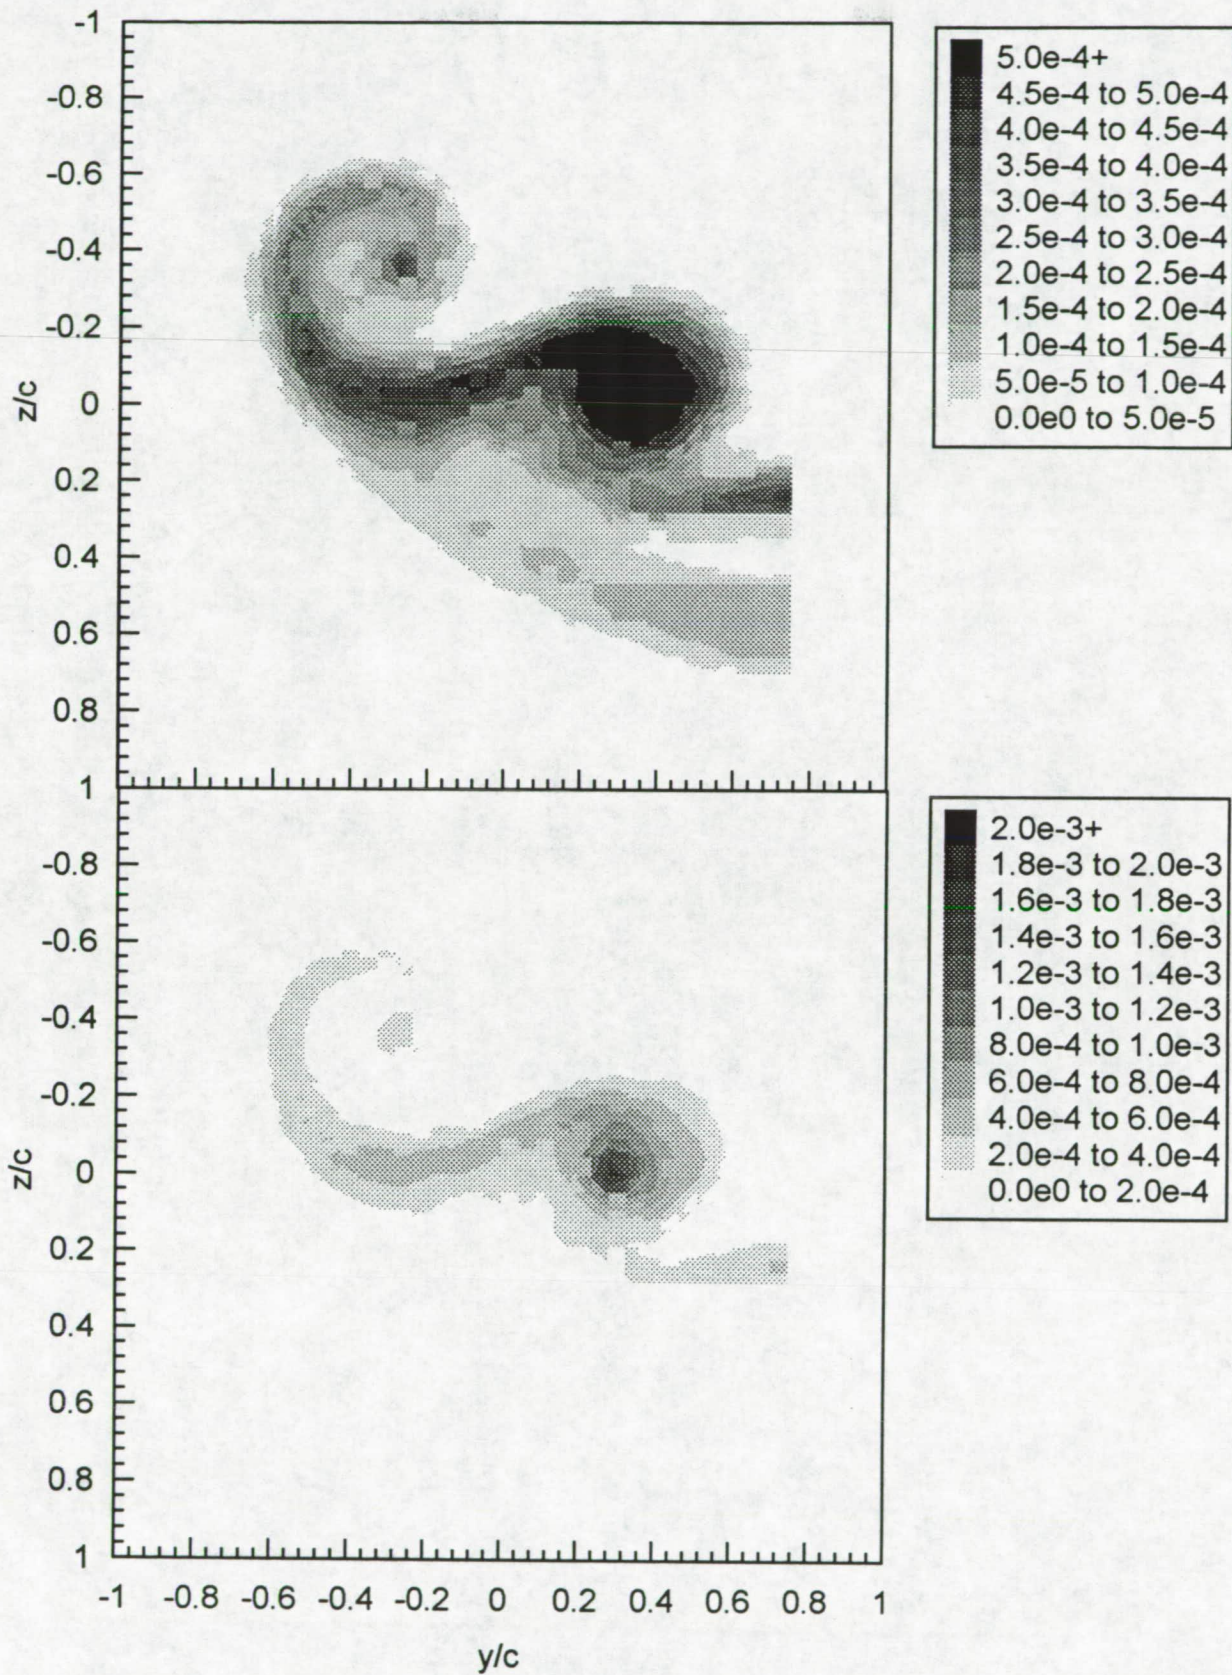 -1
-0.8
-0.6
-0.4
-0.2
0
0.2
0.4
0.6
0.8
1
z/c
5.0e-4+
4.5e-4 to 5.0e-4
4.0e-4 to 4.5e-4
3.5e-4 to 4.0e-4
3.0e-4 to 3.5e-4
2.5e-4 to 3.0e-4
2.0e-4 to 2.5e-4
1.5e-4 to 2.0e-4
1.0e-4 to 1.5e-4
5.0e-5 to 1.0e-4
0.0e0 to 5.0e-5
-0.8
-0.6
-0.4
-0.2
0
0.2
0.4
0.6
0.8
1
z/c
2.0e-3+
1.8e-3 to 2.0e-3
1.6e-3 to 1.8e-3
1.4e-3 to 1.6e-3
1.2e-3 to 1.4e-3
1.0e-3 to 1.2e-3
8.0e-4 to 1.0e-3
6.0e-4 to 8.0e-4
4.0e-4 to 6.0e-4
2.0e-4 to 4.0e-4
0.0e0 to 2.0e-4
-1 -0.8 -0.6 -0.4 -0.2 0 0.2 0.4 0.6 0.8 1
y/c